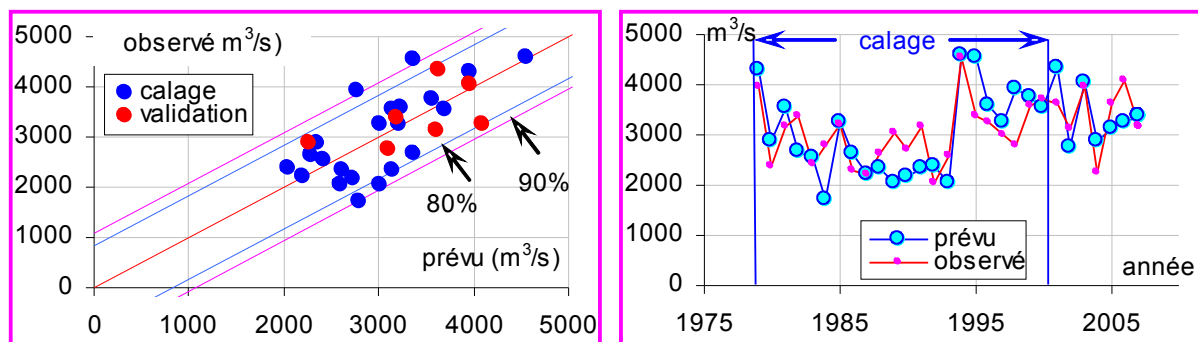 observé m³/s)
calage
validation
5000
4000
3000
2000
1000
0
80%
90%
prévu (m³/s)
0 1000 2000 3000 4000 5000
m³/s
calage
5000
4000
3000
2000
1000
0
prévu
observé
année
1975 1985 1995 2005